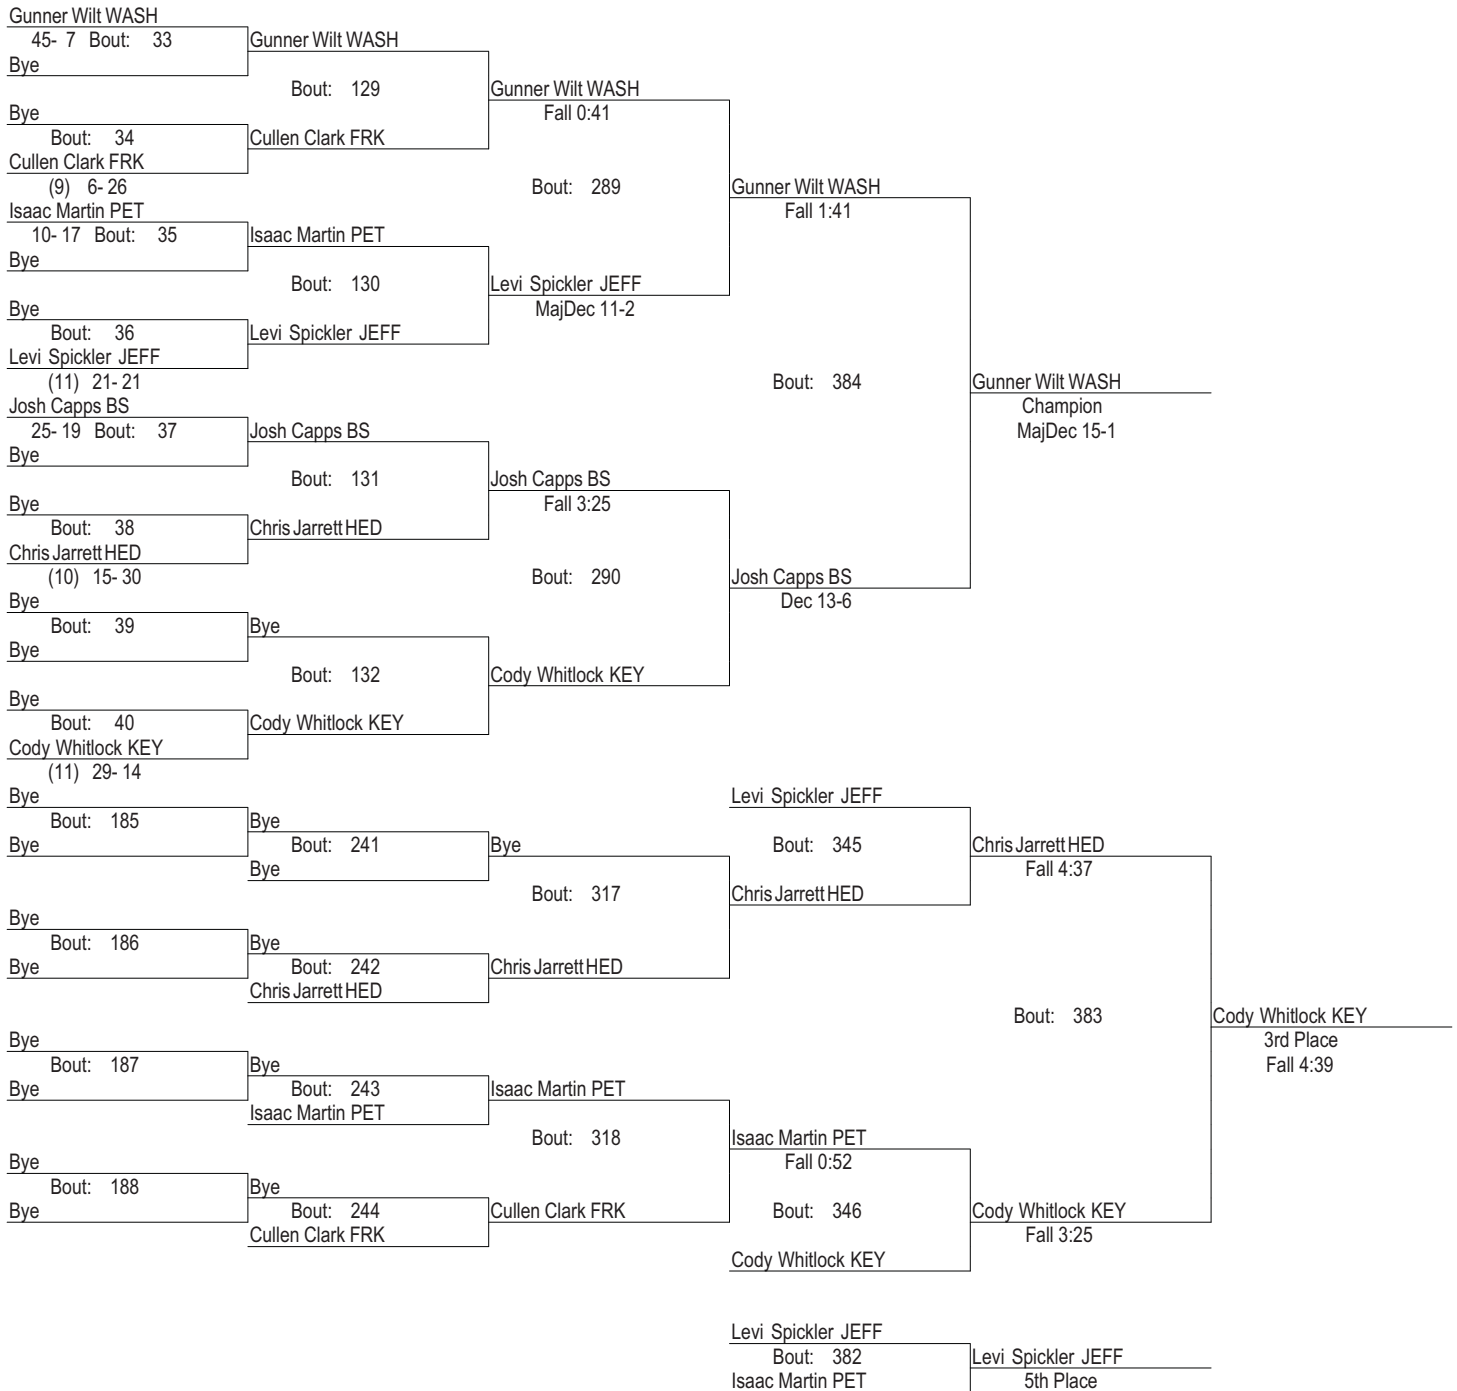 Gunner Wilt WASH
45- 7 Bout: 33 Gunner Wilt WASH
Bye
Bout: 129 Gunner Wilt WASH
Bye Fall 0:41
Bout: 34 Cullen Clark FRK
Cullen Clark FRK
(9) 6- 26 Bout: 289 Gunner Wilt WASH
Isaac Martin PET Fall 1:41
10- 17 Bout: 35 Isaac Martin PET
Bye
Bout: 130 Levi Spickler JEFF
Bye MajDec 11-2
Bout: 36 Levi Spickler JEFF
Levi Spickler JEFF
(11) 21- 21 Bout: 384 Gunner Wilt WASH
Josh Capps BS Champion
25- 19 Bout: 37 Josh Capps BS MajDec 15-1
Bye
Bout: 131 Josh Capps BS
Bye Fall 3:25
Bout: 38 Chris Jarrett HED
Chris Jarrett HED
(10) 15- 30 Bout: 290 Josh Capps BS
Bye Dec 13-6
Bout: 39 Bye
Bye
Bout: 132 Cody Whitlock KEY
Bye
Bout: 40 Cody Whitlock KEY
Cody Whitlock KEY
(11) 29- 14
Bye Levi Spickler JEFF
Bout: 185 Bye
Bye Bout: 241 Bye Bout: 345 Chris Jarrett HED
Bye Fall 4:37
Bout: 317 Chris Jarrett HED
Bye
Bout: 186 Bye
Bye Bout: 242 Chris Jarrett HED
Chris Jarrett HED
Bout: 383 Cody Whitlock KEY
Bye 3rd Place
Bout: 187 Bye Fall 4:39
Bye Bout: 243 Isaac Martin PET
Isaac Martin PET
Bout: 318 Isaac Martin PET
Bye Fall 0:52
Bout: 188 Bye
Bye Bout: 244 Cullen Clark FRK Bout: 346 Cody Whitlock KEY
Cullen Clark FRK Fall 3:25
Cody Whitlock KEY
Levi Spickler JEFF
Bout: 382 Levi Spickler JEFF
Isaac Martin PET 5th Place